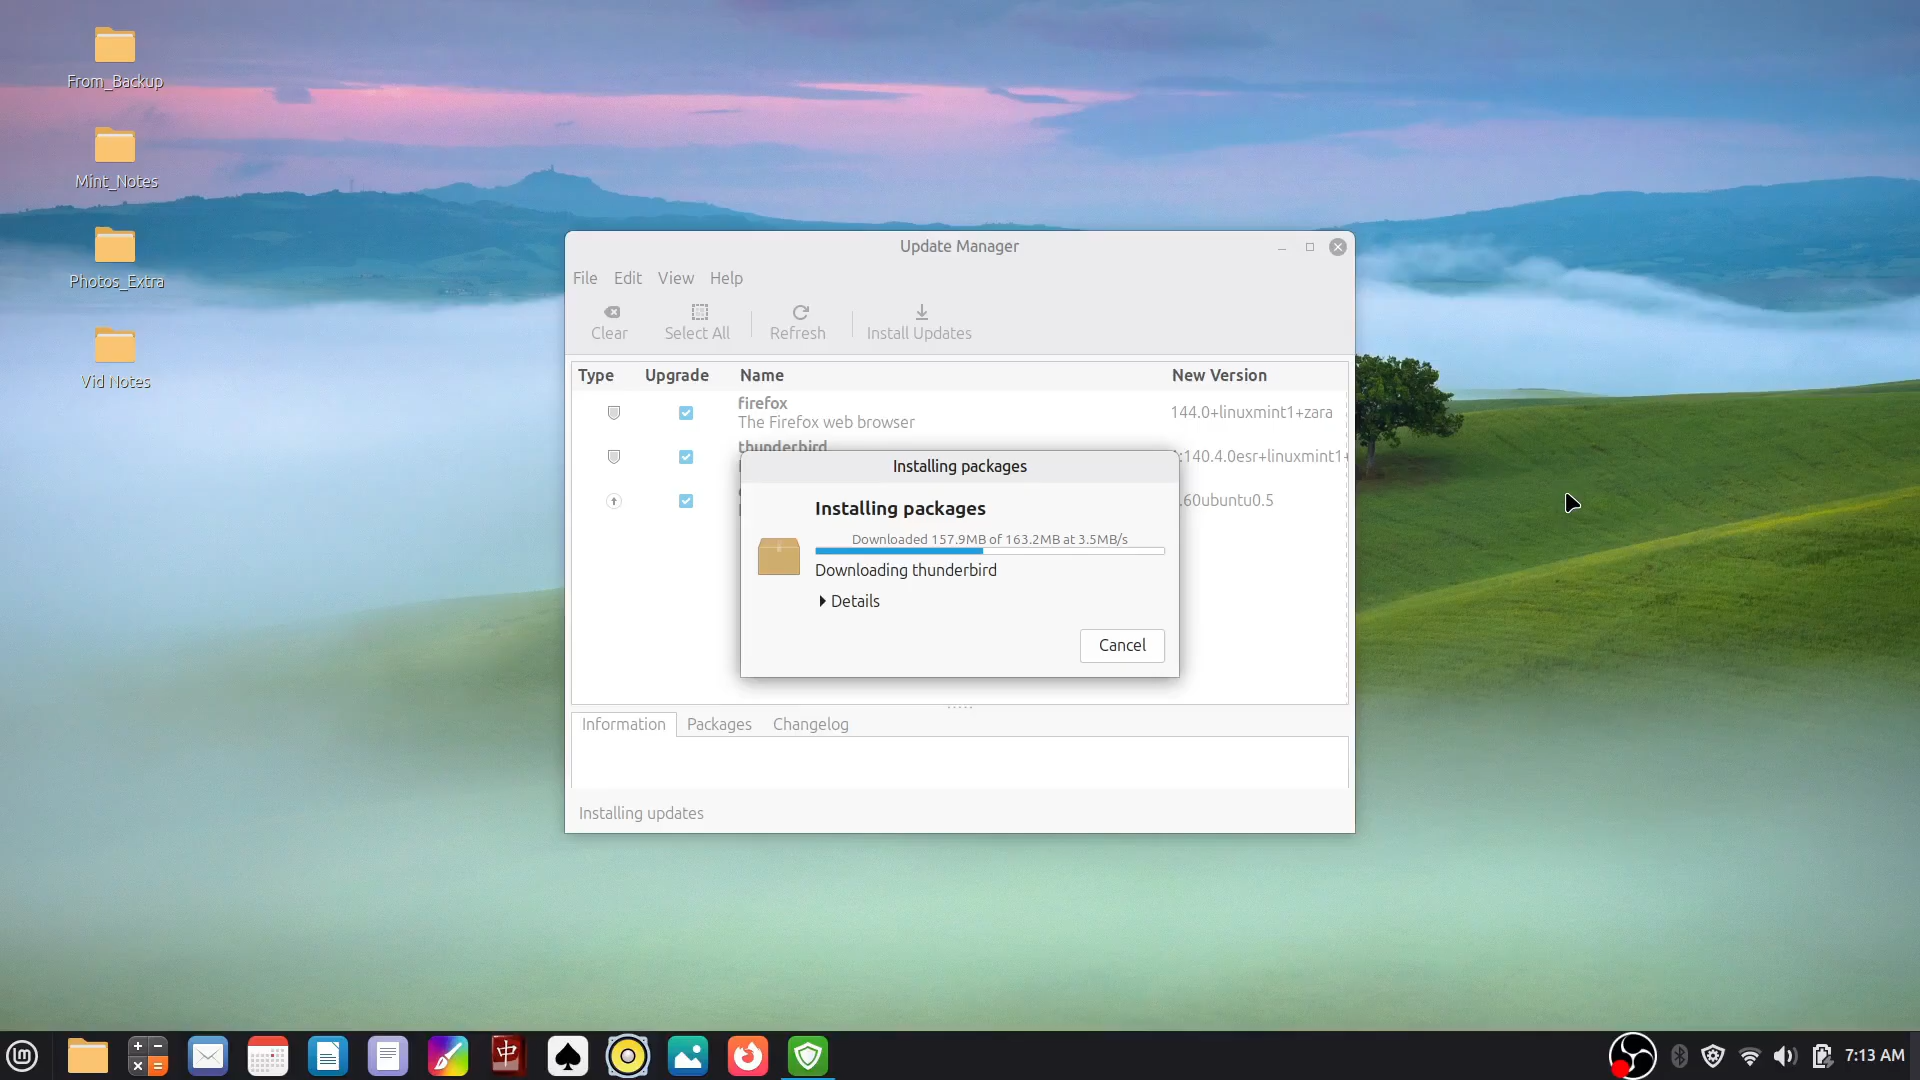 From_Backup
Mint_Notes
Photos_Extra
Vid Notes
Update Manager
File Edit View Help
Clear Select All Refresh Install Updates
Type Upgrade Name New Version
firefox
The Firefox web browser
144.0+linuxmint1+zara
thunderbird
:140.4.0esr+linuxmint1+
.60ubuntu0.5
Installing packages
Installing packages
Downloaded 157.9MB of 163.2MB at 3.5MB/s
Downloading thunderbird
Details
Cancel
Information Packages Changelog
Installing updates
中
7:13 AM